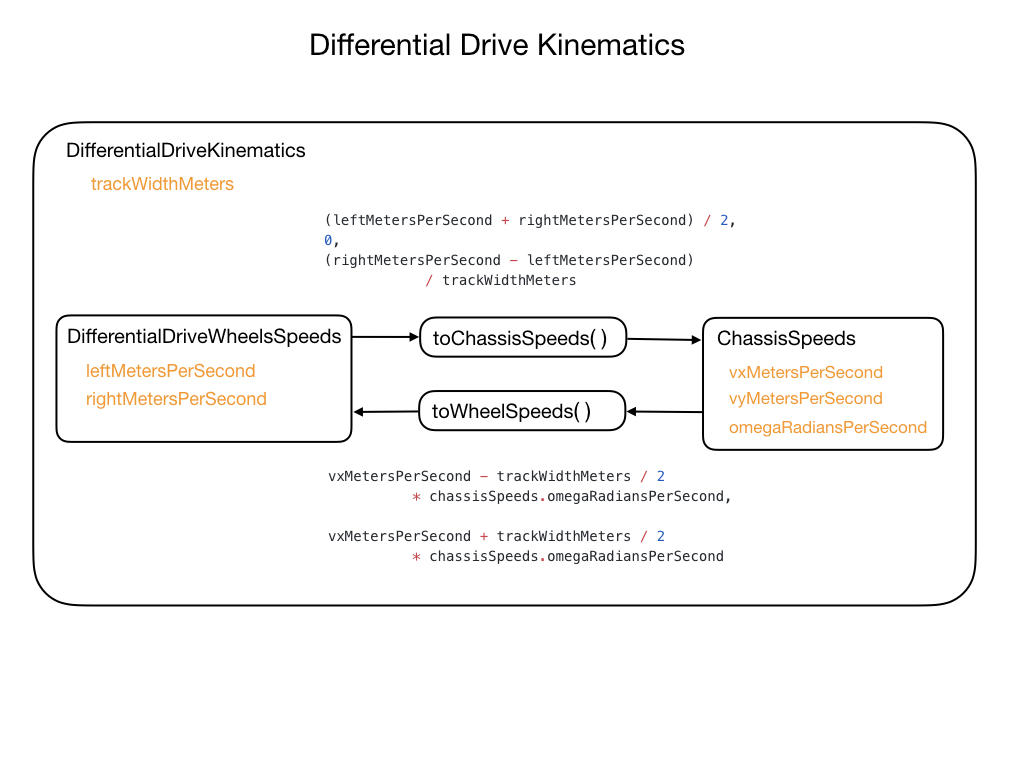 Differential Drive Kinematics
DifferentialDriveKinematics
trackWidthMeters
(leftMetersPerSecond + rightMetersPerSecond) / 2,
0,
(rightMetersPerSecond − leftMetersPerSecond)
/ trackWidthMeters
DifferentialDriveWheelsSpeeds
leftMetersPerSecond
rightMetersPerSecond
toChassisSpeeds( )
toWheelSpeeds( )
ChassisSpeeds
vxMetersPerSecond
vyMetersPerSecond
omegaRadiansPerSecond
vxMetersPerSecond − trackWidthMeters / 2
* chassisSpeeds.omegaRadiansPerSecond,
vxMetersPerSecond + trackWidthMeters / 2
* chassisSpeeds.omegaRadiansPerSecond